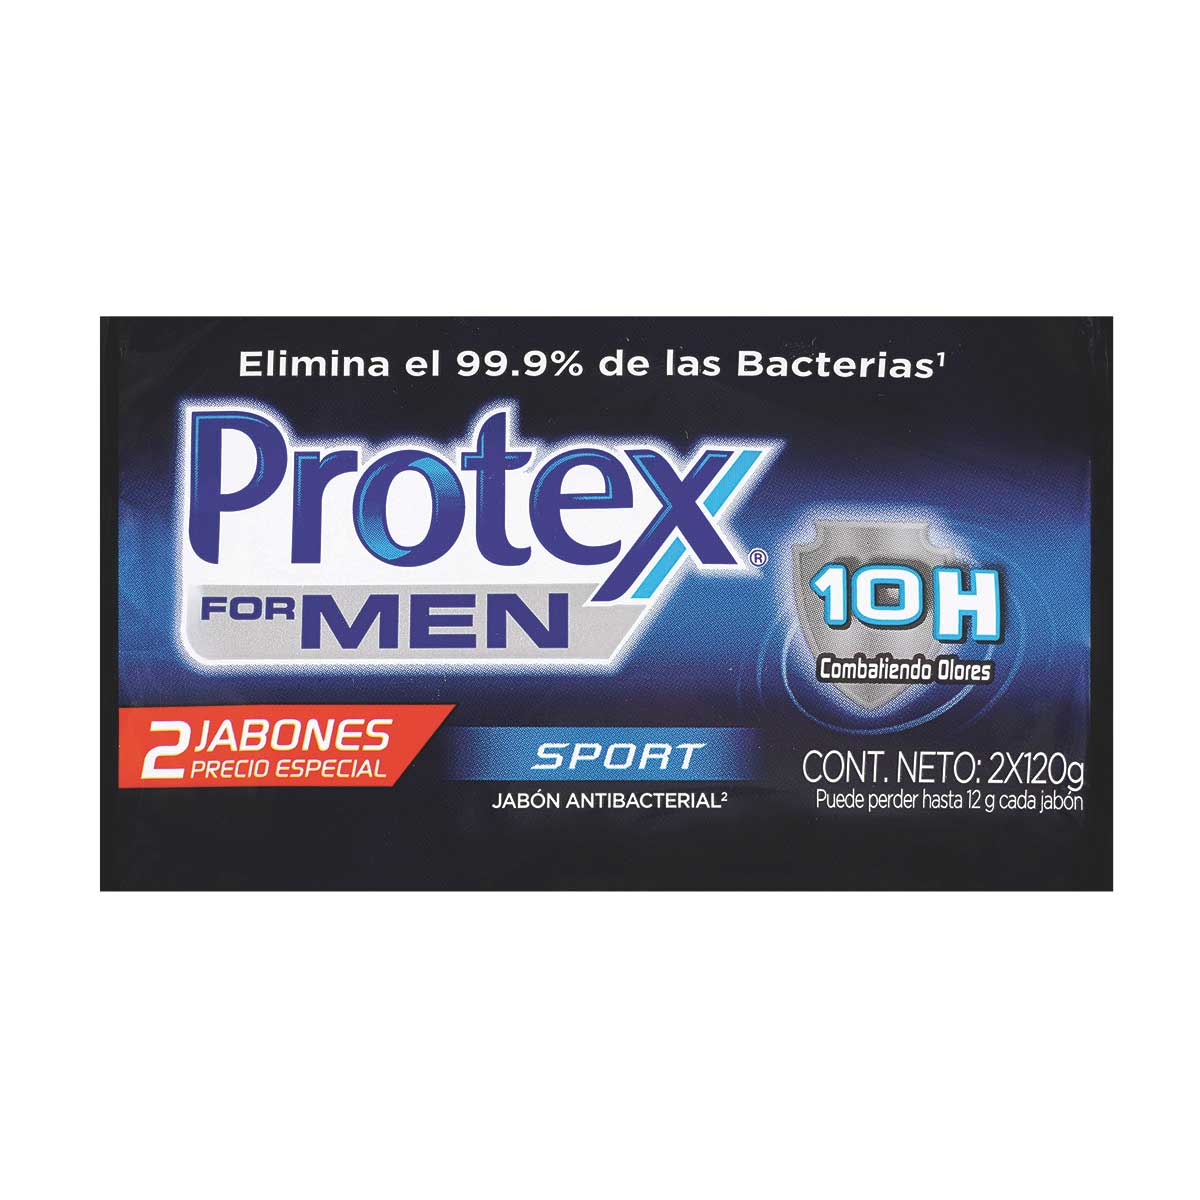 Elimina el 99.9% de las Bacterias¹
Protex®
FOR MEN
10H
Combatiendo Olores
2 JABONES
PRECIO ESPECIAL
SPORT
JABÓN ANTIBACTERIAL²
CONT. NETO: 2X120g
Puede perder hasta 12 g cada jabón